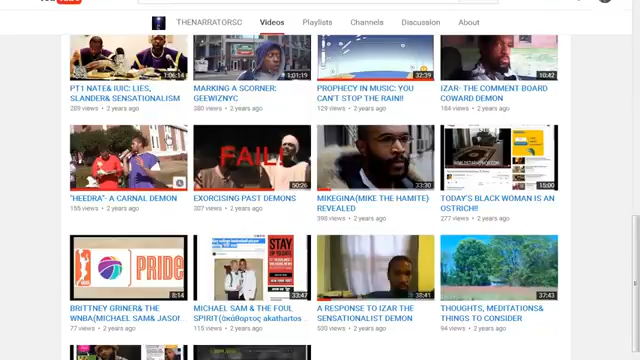 THENARRATORSC Videos Playlists Channels Discussion About
1:06:14 1:01:19 32:39 10:42
PT1 NATE& IUIC: LIES, SLANDER& SENSATIONALISM
289 views • 2 years ago
MARKING A SCORNER: GEEWIZNYC
380 views • 2 years ago
PROPHECY IN MUSIC: YOU CAN'T STOP THE RAIN!!
129 views • 2 years ago
IZAR- THE COMMENT BOARD COWARD DEMON
184 views • 2 years ago
FAIL
50:26 33:30 15:00
"HEEDRA"- A CARNAL DEMON
155 views • 2 years ago
EXORCISING PAST DEMONS
307 views • 2 years ago
MIKEGINA(MIKE THE HAMITE) REVEALED
398 views • 2 years ago
TODAY'S BLACK WOMAN IS AN OSTRICH!!
277 views • 2 years ago
PRIDE
STAY
8:14 33:47 38:41 37:43
BRITTNEY GRINER& THE WNBA(MICHAEL SAM& JASON..
77 views • 2 years ago
MICHAEL SAM & THE FOUL SPIRIT(ακάθαρτος akathartos ..
115 views • 2 years ago
A RESPONSE TO IZAR THE SENSATIONALIST DEMON
530 views • 2 years ago
THOUGHTS, MEDITATIONS& THINGS TO CONSIDER
94 views • 2 years ago